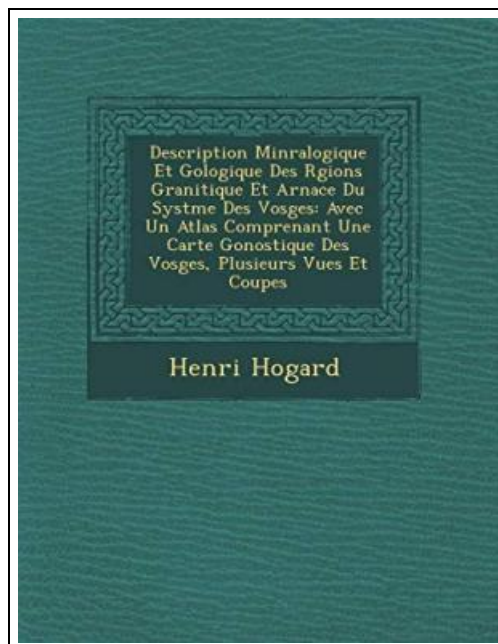 Description Minralogique
Et Gologique Des Rgions
Granitique Et Arnace Du
Systme Des Vosges: Avec
Un Atlas Comprenant Une
Carte Gonostique Des
Vosges, Plusieurs Vues Et
Coupes
Henri Hogard